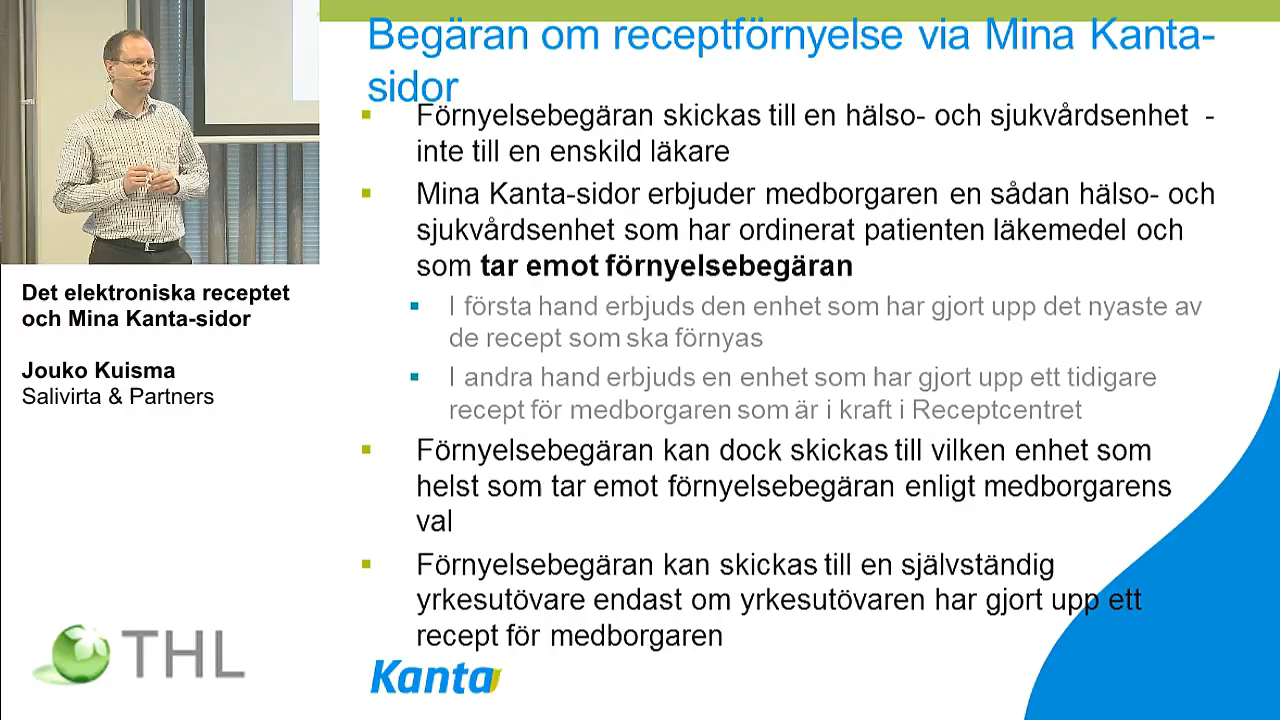 Begäran om receptförnyelse via Mina Kanta-
sidor
Förnyelsebegäran skickas till en hälso- och sjukvårdsenhet -
inte till en enskild läkare
Mina Kanta-sidor erbjuder medborgaren en sådan hälso- och
sjukvårdsenhet som har ordinerat patienten läkemedel och
som tar emot förnyelsebegäran
I första hand erbjuds den enhet som har gjort upp det nyaste av
de recept som ska förnyas
I andra hand erbjuds en enhet som har gjort upp ett tidigare
recept för medborgaren som är i kraft i Receptcentret
Förnyelsebegäran kan dock skickas till vilken enhet som
helst som tar emot förnyelsebegäran enligt medborgarens
val
Förnyelsebegäran kan skickas till en självständig
yrkesutövare endast om yrkesutövaren har gjort upp ett
recept för medborgaren
Kanta
Det elektroniska receptet
och Mina Kanta-sidor
Jouko Kuisma
Salivirta & Partners
THL